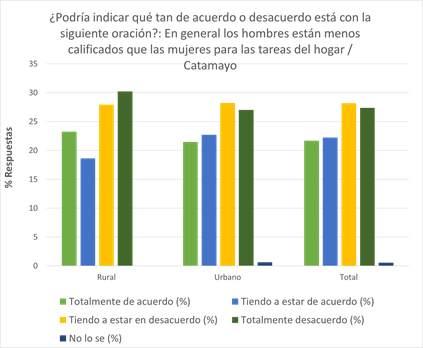 ¿Podría indicar qué tan de acuerdo o desacuerdo está con la
siguiente oración?: En general los hombres están menos
calificados que las mujeres para las tareas del hogar /
Catamayo
35
30
25
20
15
10
5
0
% Respuestas
Rural Urbano Total
Totalmente de acuerdo (%) Tiendo a estar de acuerdo (%)
Tiendo a estar en desacuerdo (%) Totalmente desacuerdo (%)
No lo se (%)